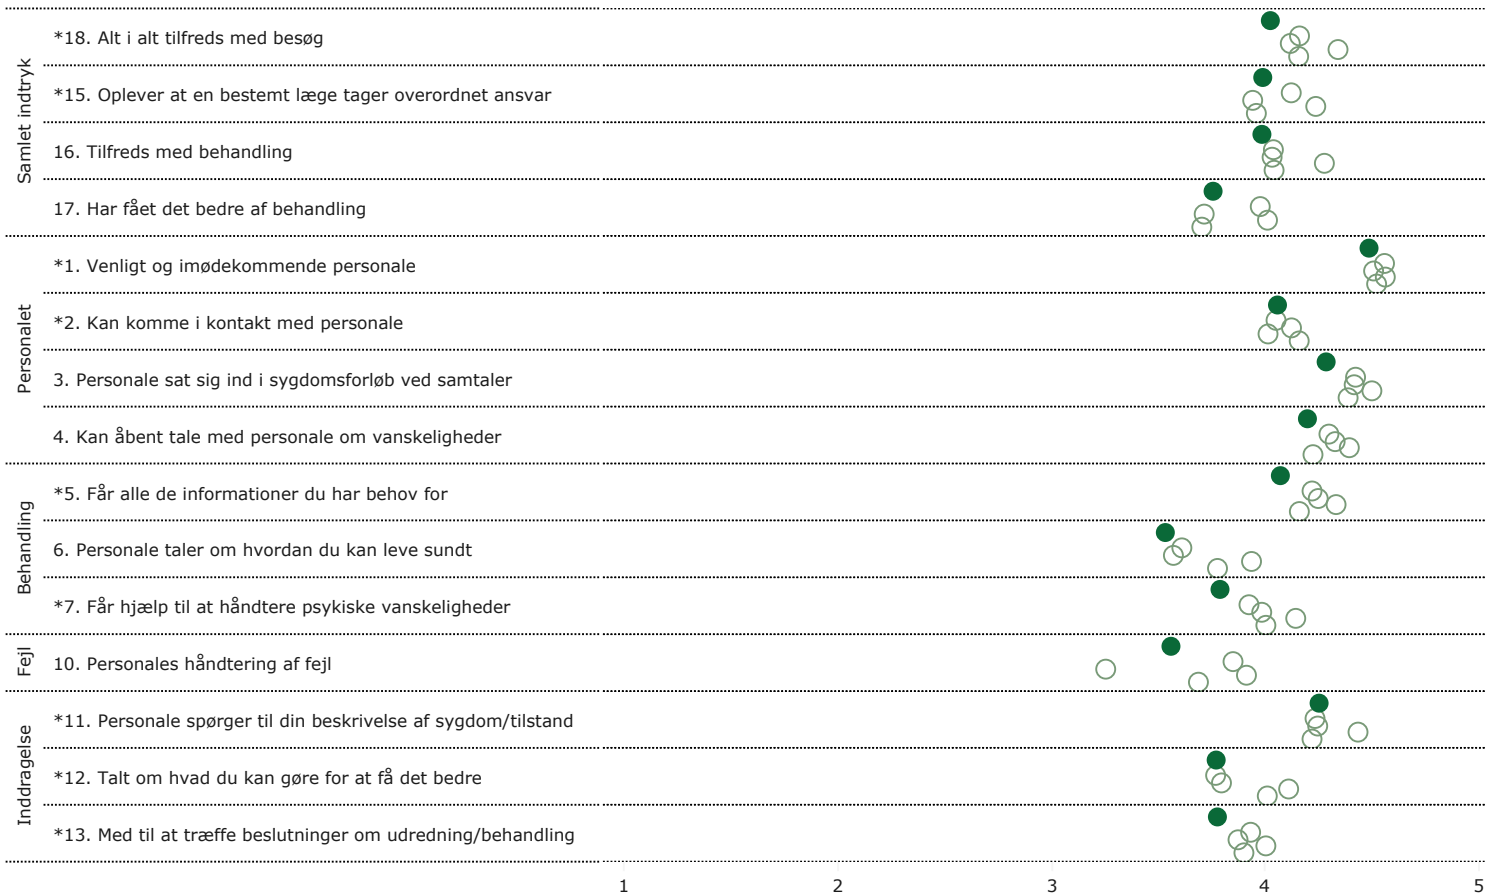 Samlet indtryk
*18. Alt i alt tilfreds med besøg
*15. Oplever at en bestemt læge tager overordnet ansvar
16. Tilfreds med behandling
17. Har fået det bedre af behandling
Personalet
*1. Venligt og imødekommende personale
*2. Kan komme i kontakt med personale
3. Personale sat sig ind i sygdomsforløb ved samtaler
4. Kan åbent tale med personale om vanskeligheder
Behandling
*5. Får alle de informationer du har behov for
6. Personale taler om hvordan du kan leve sundt
*7. Får hjælp til at håndtere psykiske vanskeligheder
Fejl
10. Personales håndtering af fejl
Inddragelse
*11. Personale spørger til din beskrivelse af sygdom/tilstand
*12. Talt om hvad du kan gøre for at få det bedre
*13. Med til at træffe beslutninger om udredning/behandling
1 2 3 4 5